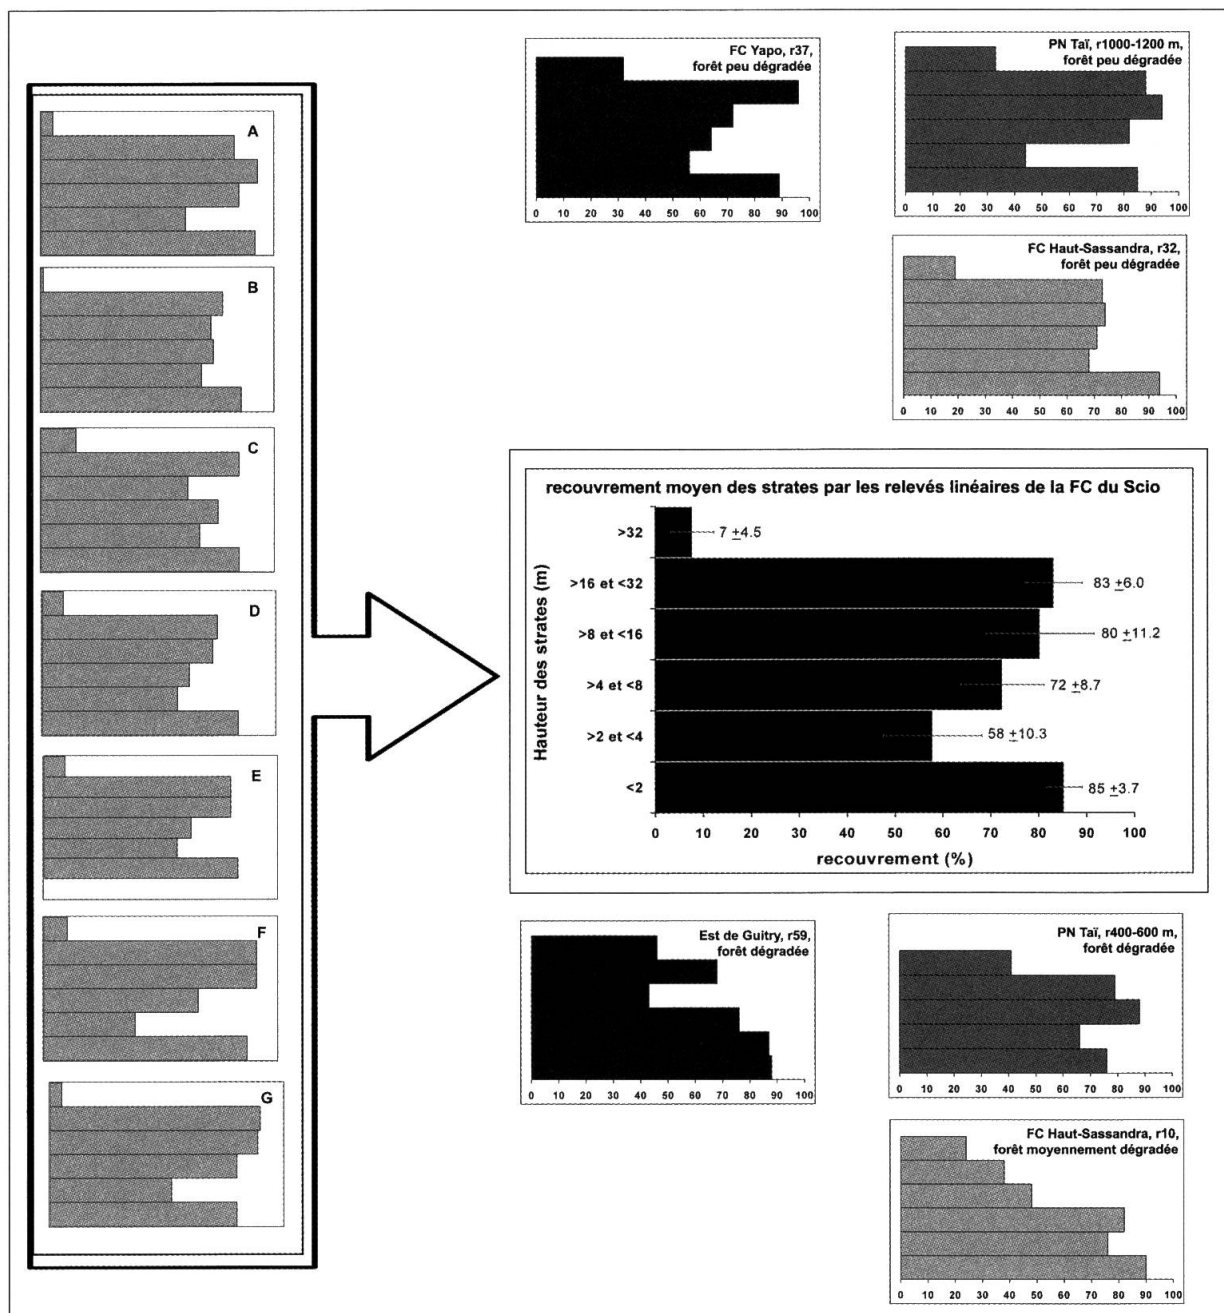 A
B
C
D
E
F
G
FC Yapo, r37,
forêt peu dégradée
0 10 20 30 40 50 60 70 80 90 100
PN Taï, r1000-1200 m,
forêt peu dégradée
0 10 20 30 40 50 60 70 80 90 100
FC Haut-Sassandra, r32,
forêt peu dégradée
0 10 20 30 40 50 60 70 80 90 100
recouvrement moyen des strates par les relevés linéaires de la FC du Scio
Hauteur des strates (m)
>32
7 ±4.5
>16 et <32
83 ±6.0
>8 et <16
80 ±11.2
>4 et <8
72 ±8.7
>2 et <4
58 ±10.3
<2
85 ±3.7
0 10 20 30 40 50 60 70 80 90 100
recouvrement (%)
Est de Guitry, r59,
forêt dégradée
0 10 20 30 40 50 60 70 80 90 100
PN Taï, r400-600 m,
forêt dégradée
0 10 20 30 40 50 60 70 80 90 100
FC Haut-Sassandra, r10,
forêt moyennement dégradée
0 10 20 30 40 50 60 70 80 90 100